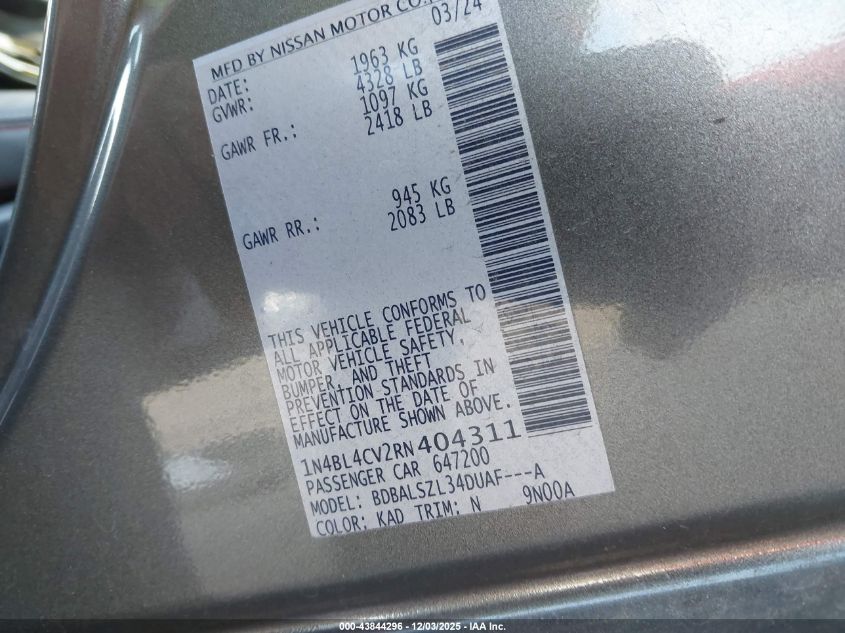 MFD BY NISSAN MOTOR CO.,
DATE: 03/24
GVWR: 1963 KG
4328 LB
GAWR FR.: 1097 KG
2418 LB
GAWR RR.: 945 KG
2083 LB
THIS VEHICLE CONFORMS TO
ALL APPLICABLE FEDERAL
MOTOR VEHICLE SAFETY,
BUMPER, AND THEFT
PREVENTION STANDARDS IN
EFFECT ON THE DATE OF
MANUFACTURE SHOWN ABOVE.
1N4BL4CV2RN404311
PASSENGER CAR 647200
MODEL: BDBALSZL34DUAF---A
COLOR: KAD TRIM: N 9N00A
000-43844296 - 12/03/2025 - IAA Inc.